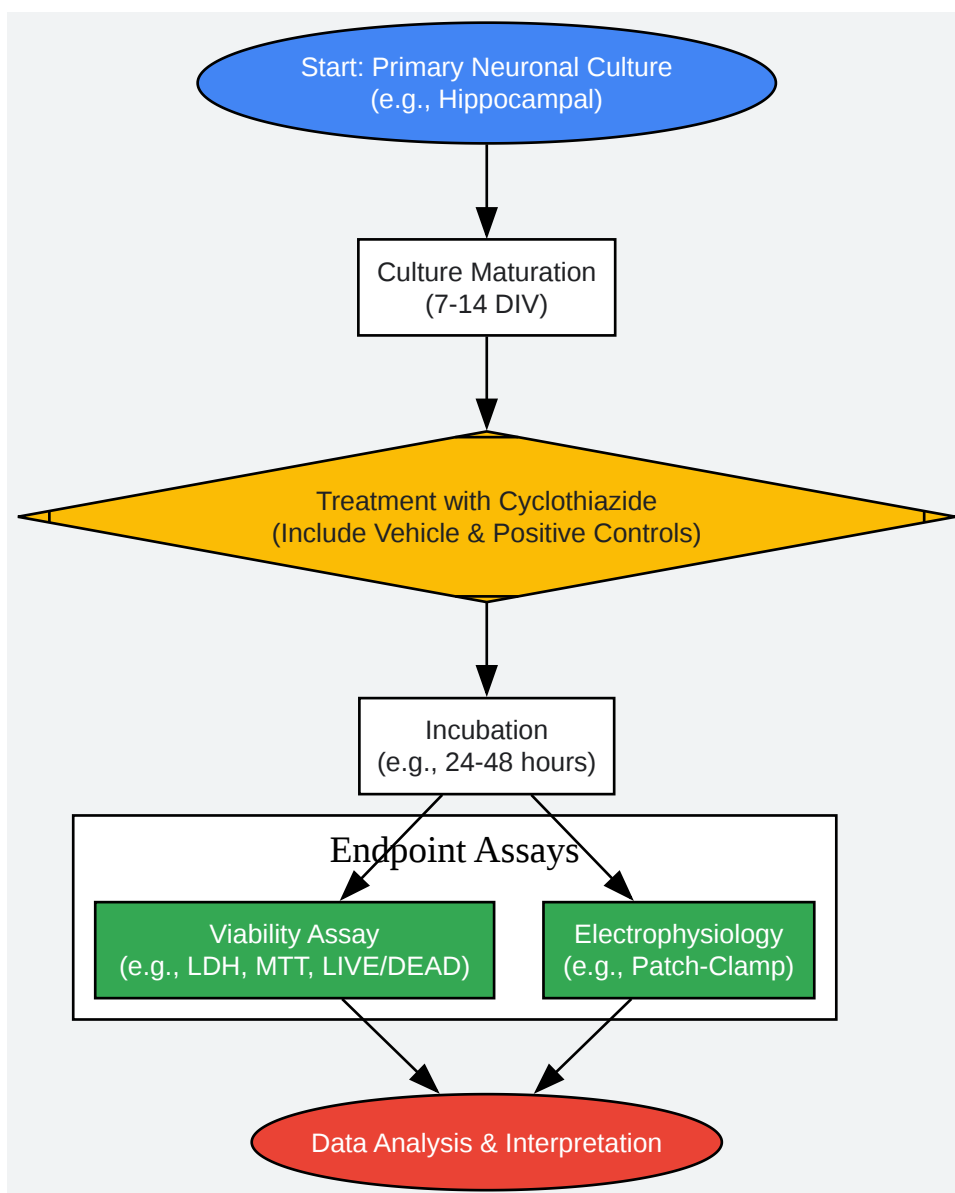 Start: Primary Neuronal Culture
(e.g., Hippocampal)
Culture Maturation
(7-14 DIV)
Treatment with Cyclothiazide
(Include Vehicle & Positive Controls)
Incubation
(e.g., 24-48 hours)
Endpoint Assays
Viability Assay
(e.g., LDH, MTT, LIVE/DEAD)
Electrophysiology
(e.g., Patch-Clamp)
Data Analysis & Interpretation